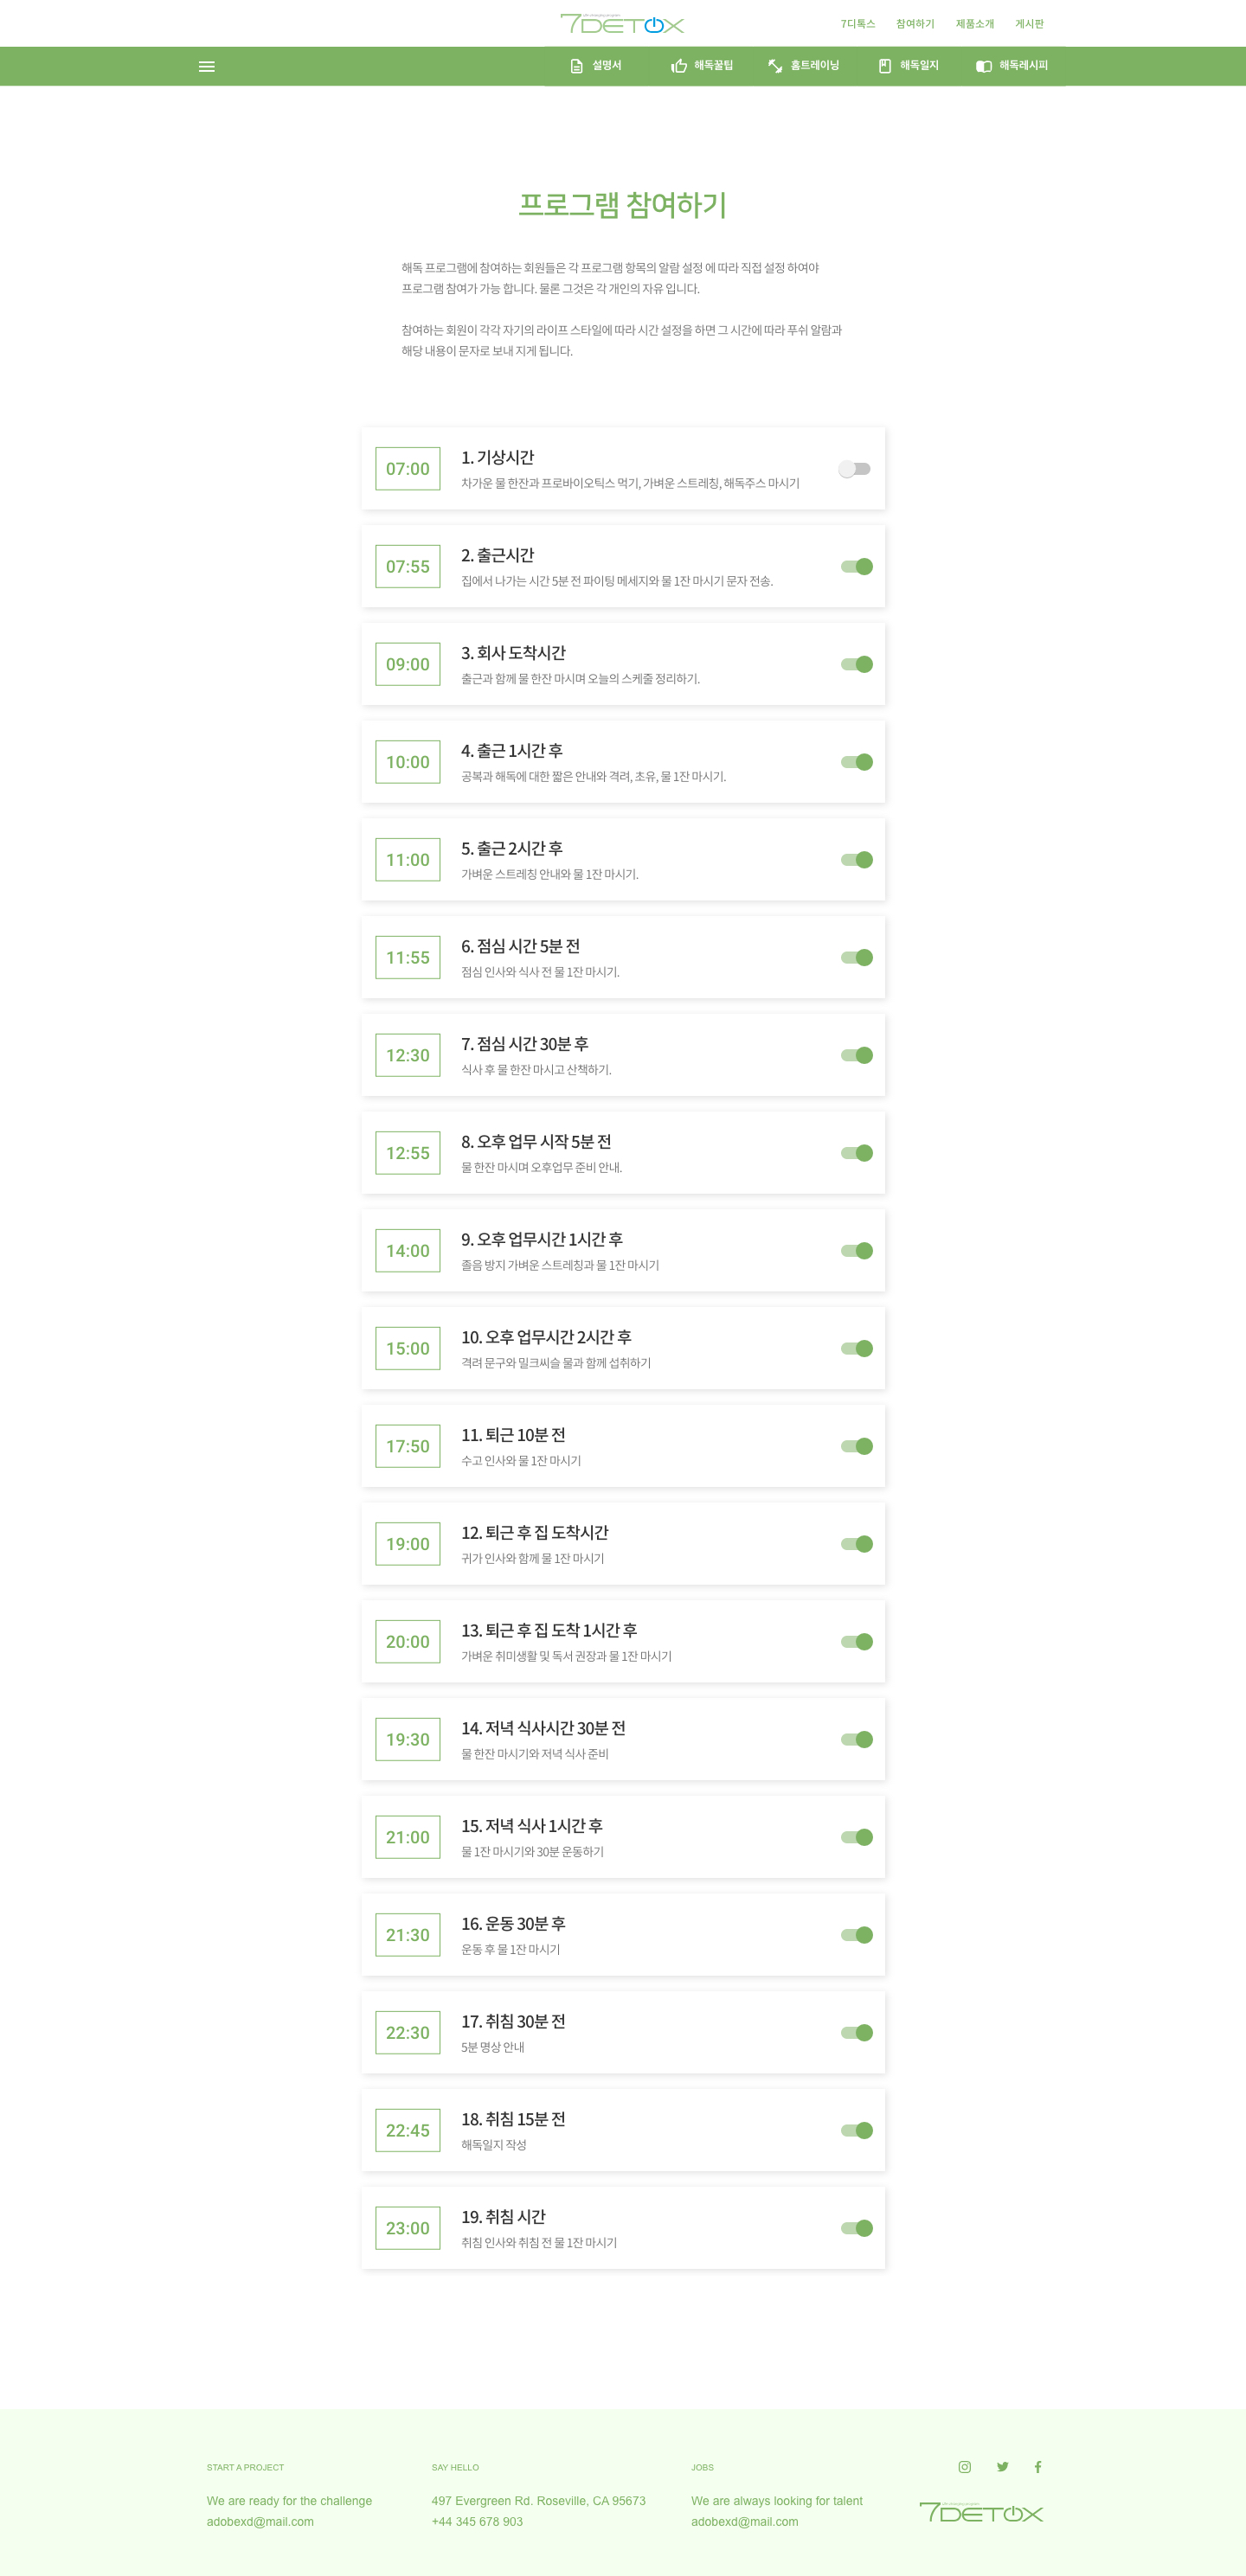 7DETOX
7디톡스 참여하기 제품소개 게시판
설명서 해독꿀팁 홈트레이닝 해독일지 해독레시피
프로그램 참여하기
해독 프로그램에 참여하는 회원들은 각 프로그램 항목의 알람 설정 에 따라 직접 설정 하여야
프로그램 참여가 가능 합니다. 물론 그것은 각 개인의 자유 입니다.
참여하는 회원이 각각 자기의 라이프 스타일에 따라 시간 설정을 하면 그 시간에 따라 푸쉬 알람과
해당 내용이 문자로 보내 지게 됩니다.
07:00
1. 기상시간
차가운 물 한잔과 프로바이오틱스 먹기, 가벼운 스트레칭, 해독주스 마시기
07:55
2. 출근시간
집에서 나가는 시간 5분 전 파이팅 메세지와 물 1잔 마시기 문자 전송.
09:00
3. 회사 도착시간
출근과 함께 물 한잔 마시며 오늘의 스케줄 정리하기.
10:00
4. 출근 1시간 후
공복과 해독에 대한 짧은 안내와 격려, 초유, 물 1잔 마시기.
11:00
5. 출근 2시간 후
가벼운 스트레칭 안내와 물 1잔 마시기.
11:55
6. 점심 시간 5분 전
점심 인사와 식사 전 물 1잔 마시기.
12:30
7. 점심 시간 30분 후
식사 후 물 한잔 마시고 산책하기.
12:55
8. 오후 업무 시작 5분 전
물 한잔 마시며 오후업무 준비 안내.
14:00
9. 오후 업무시간 1시간 후
졸음 방지 가벼운 스트레칭과 물 1잔 마시기
15:00
10. 오후 업무시간 2시간 후
격려 문구와 밀크씨슬 물과 함께 섭취하기
17:50
11. 퇴근 10분 전
수고 인사와 물 1잔 마시기
19:00
12. 퇴근 후 집 도착시간
귀가 인사와 함께 물 1잔 마시기
20:00
13. 퇴근 후 집 도착 1시간 후
가벼운 취미생활 및 독서 권장과 물 1잔 마시기
19:30
14. 저녁 식사시간 30분 전
물 한잔 마시기와 저녁 식사 준비
21:00
15. 저녁 식사 1시간 후
물 1잔 마시기와 30분 운동하기
21:30
16. 운동 30분 후
운동 후 물 1잔 마시기
22:30
17. 취침 30분 전
5분 명상 안내
22:45
18. 취침 15분 전
해독일지 작성
23:00
19. 취침 시간
취침 인사와 취침 전 물 1잔 마시기
START A PROJECT
We are ready for the challenge
adobexd@mail.com
SAY HELLO
497 Evergreen Rd. Roseville, CA 95673
+44 345 678 903
JOBS
We are always looking for talent
adobexd@mail.com
7DETOX